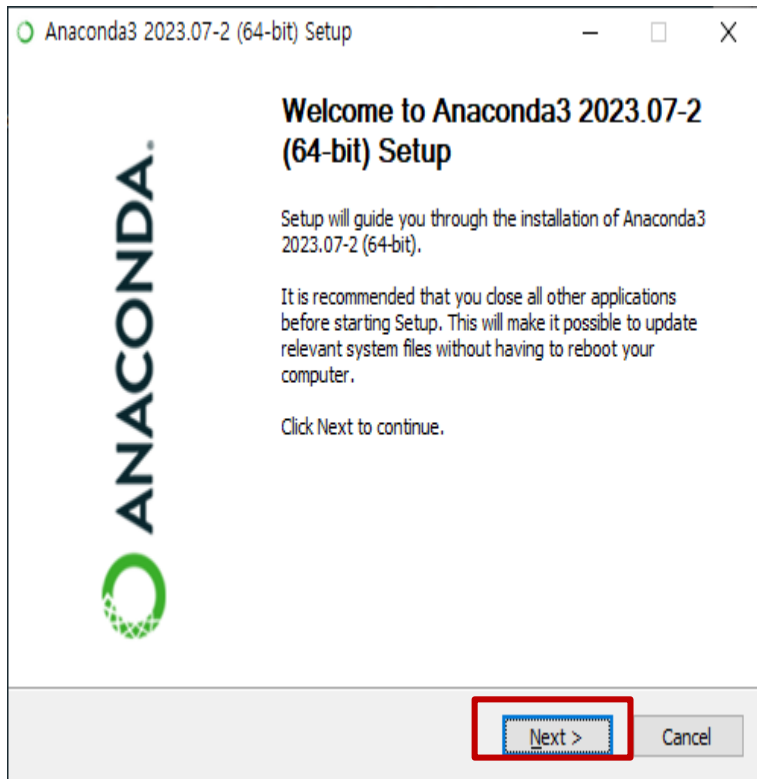 Anaconda3 2023.07-2 (64-bit) Setup
Welcome to Anaconda3 2023.07-2
(64-bit) Setup
ANACONDA.
Setup will guide you through the installation of Anaconda3
2023.07-2 (64-bit).
It is recommended that you close all other applications
before starting Setup. This will make it possible to update
relevant system files without having to reboot your
computer.
Click Next to continue.
Next >
Cancel